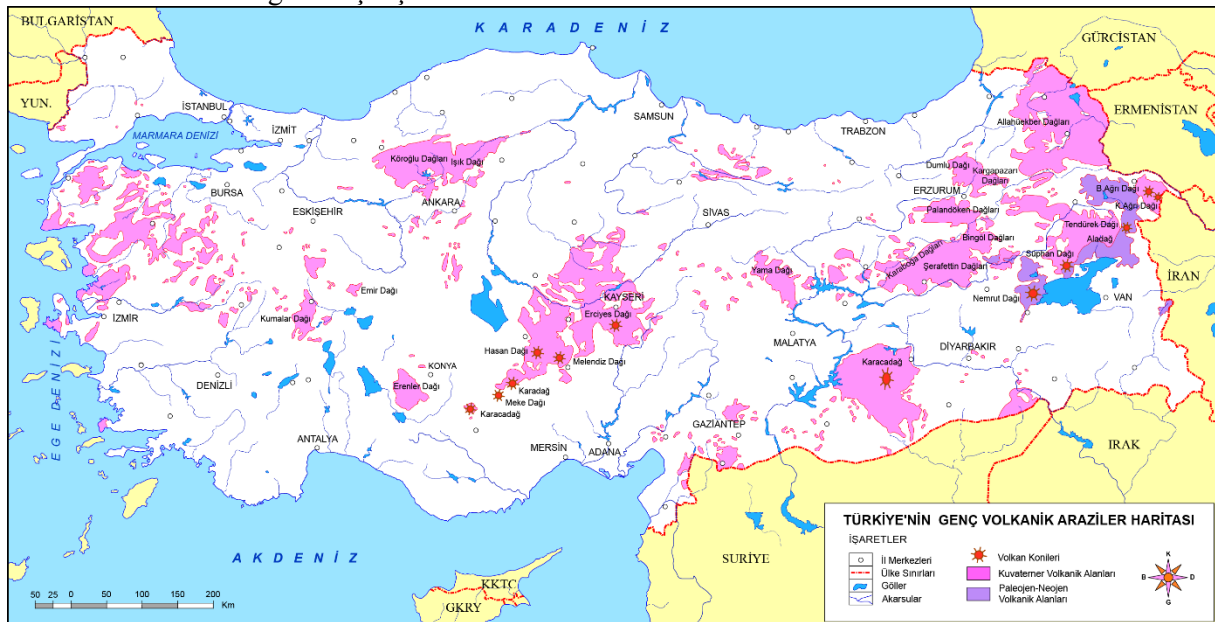 BULGARİSTAN
KARADENİZ
GÜRCİSTAN
YUN.
İSTANBUL
MARMARA DENİZİ
İZMİT
SAMSUN
TRABZON
ERMENİSTAN
Allahüekber Dağları
Köroğlu Dağları
Işık Dağı
BURSA
ANKARA
ESKİŞEHİR
SİVAS
Dumlu Dağı
Kargapazarı Dağları
ERZURUM
Palandöken Dağları
B.Ağrı Dağı
K.Ağrı Dağı
Tendürek Dağı
Aladağ
Bingöl Dağları
Karaboğa Dağları
Şerafettin Dağları
Süphan Dağı
Nemrut Dağı
VAN
İRAN
Yama Dağı
Emir Dağı
Kumalar Dağı
İZMİR
KAYSERİ
Erciyes Dağı
Hasan Dağı
Melendiz Dağı
MALATYA
DİYARBAKIR
Karacadağ
DENİZLİ
KONYA
Erenler Dağı
Karadağ
Meke Dağı
Karacadağ
EGE DENİZİ
ANTALYA
MERSİN
ADANA
GAZİANTEP
IRAK
SURİYE
AKDENİZ
KKTC
GKRY
50 25 0 50 100 150 200
Km
TÜRKİYE'NİN GENÇ VOLKANİK ARAZİLER HARİTASI
İŞARETLER
İl Merkezleri
Ülke Sınırları
Göller
Akarsular
Volkan Konileri
Kuvaterner Volkanik Alanları
Paleojen-Neojen
Volkanik Alanları
K
B
D
G